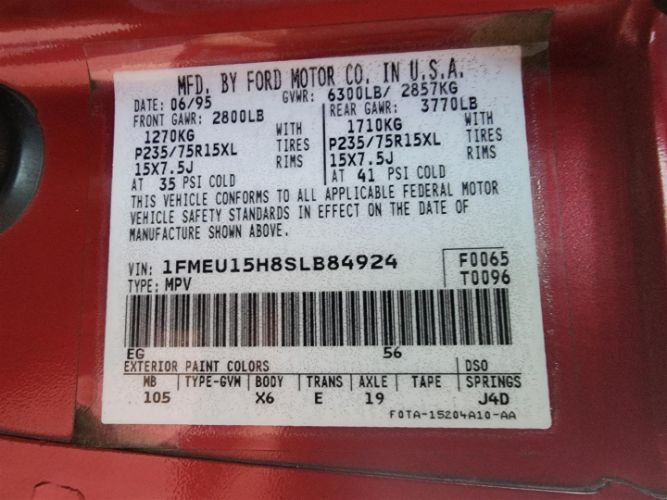 MFD. BY FORD MOTOR CO. IN U.S.A.
DATE: 06/95 GVWR: 6300LB/ 2857KG
FRONT GAWR: 2800LB REAR GAWR: 3770LB
1270KG WITH 1710KG WITH
P235/75R15XL TIRES P235/75R15XL TIRES
15X7.5J RIMS 15X7.5J RIMS
AT 35 PSI COLD AT 41 PSI COLD
THIS VEHICLE CONFORMS TO ALL APPLICABLE FEDERAL MOTOR
VEHICLE SAFETY STANDARDS IN EFFECT ON THE DATE OF
MANUFACTURE SHOWN ABOVE.
VIN: 1FMEU15H8SLB84924 F0065
TYPE: MPV T0096
EG 56
EXTERIOR PAINT COLORS DSO
MB TYPE-GVM BODY TRANS AXLE TAPE SPRINGS
105 X6 E 19 J4D
F0TA-15204A10-AA